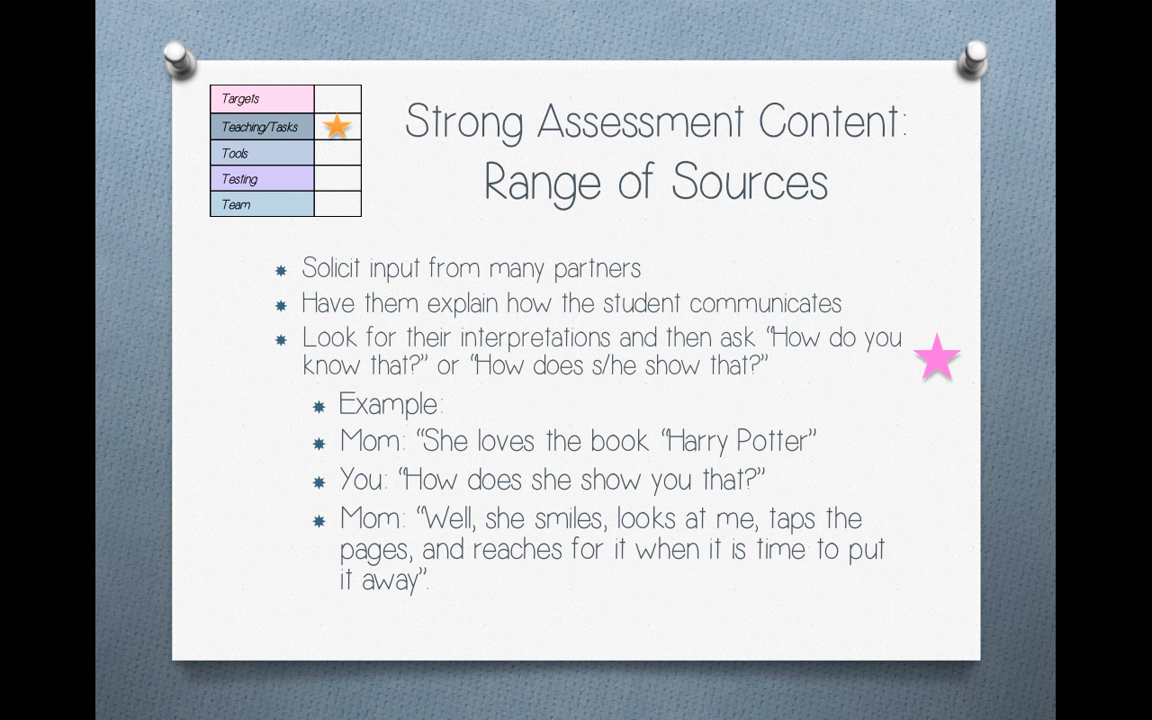 Targets
Teaching/Tasks
Tools
Testing
Team
Strong Assessment Content:
Range of Sources
Solicit input from many partners
Have them explain how the student communicates
Look for their interpretations and then ask “How do you
know that?” or “How does s/he show that?”
Example:
Mom: “She loves the book “Harry Potter”
You: “How does she show you that?”
Mom: “Well, she smiles, looks at me, taps the
pages, and reaches for it when it is time to put
it away”.